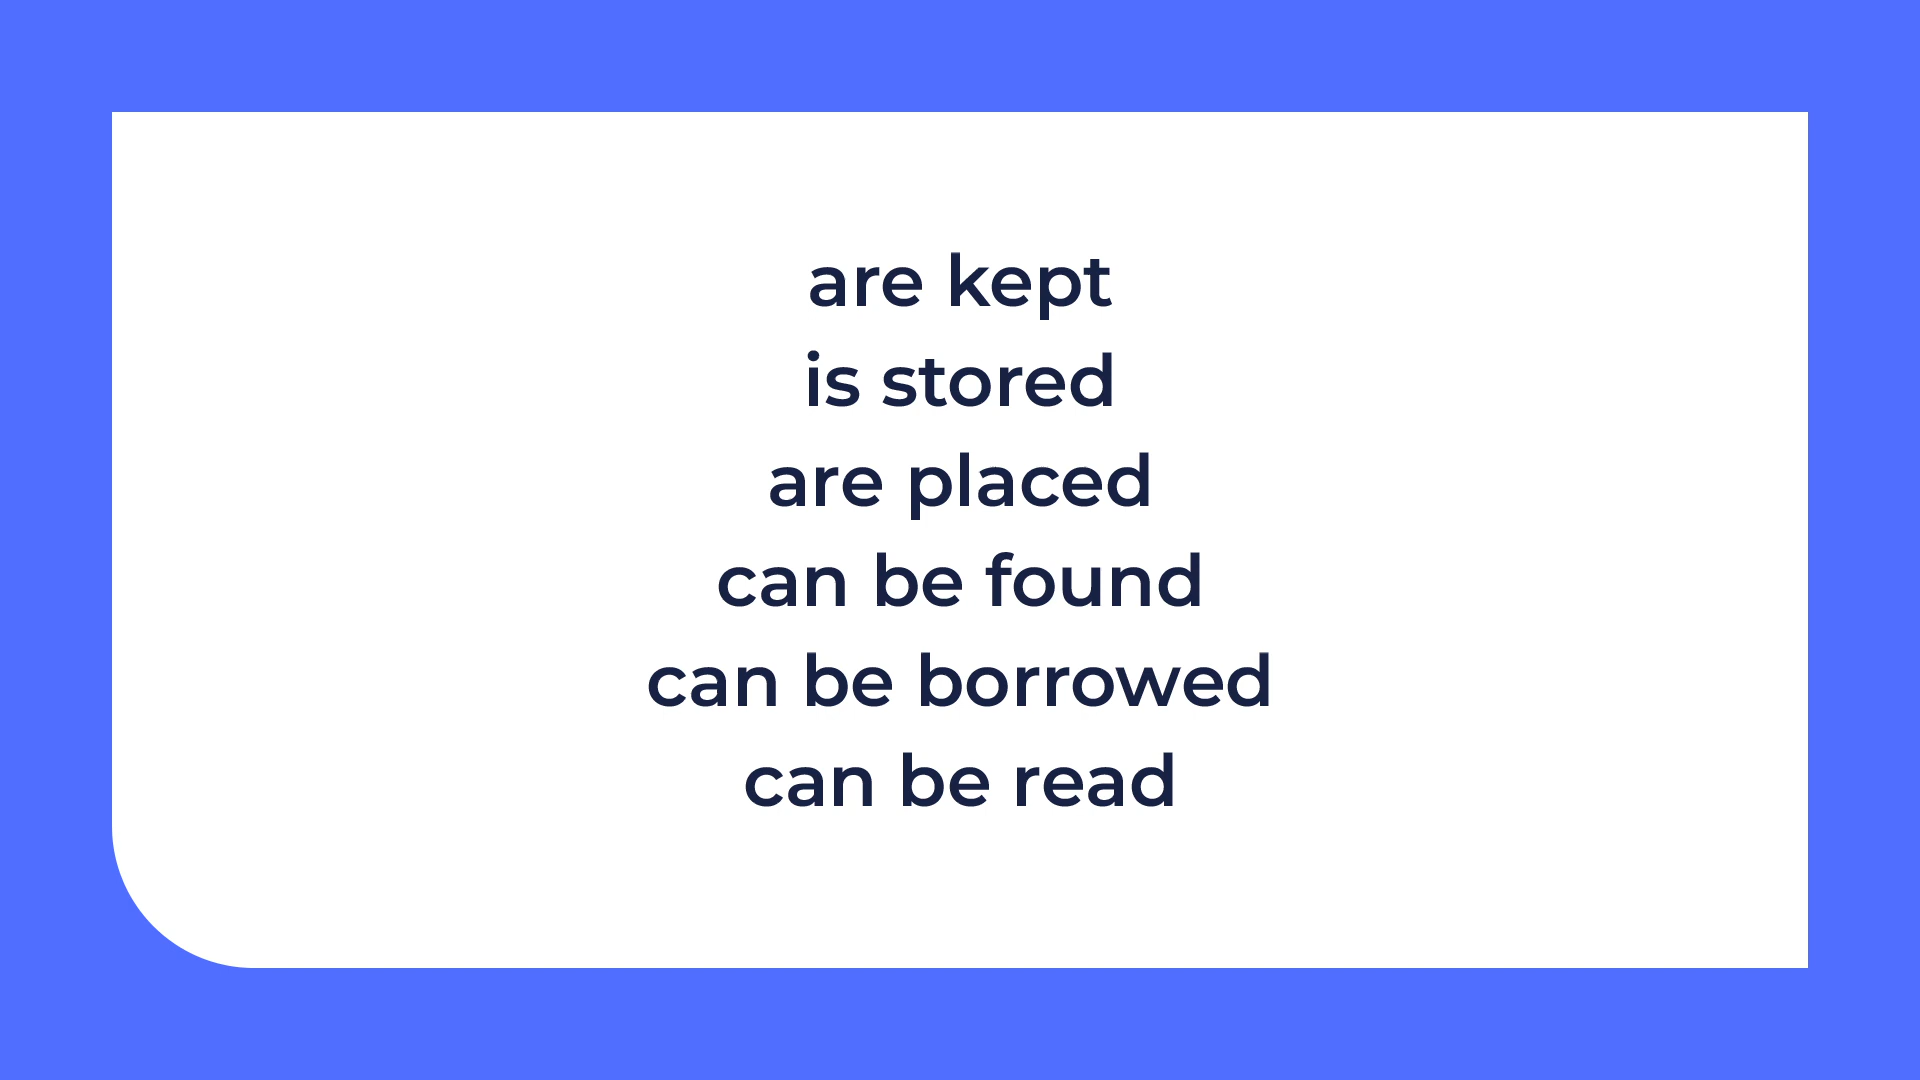 are kept
is stored
are placed
can be found
can be borrowed
can be read